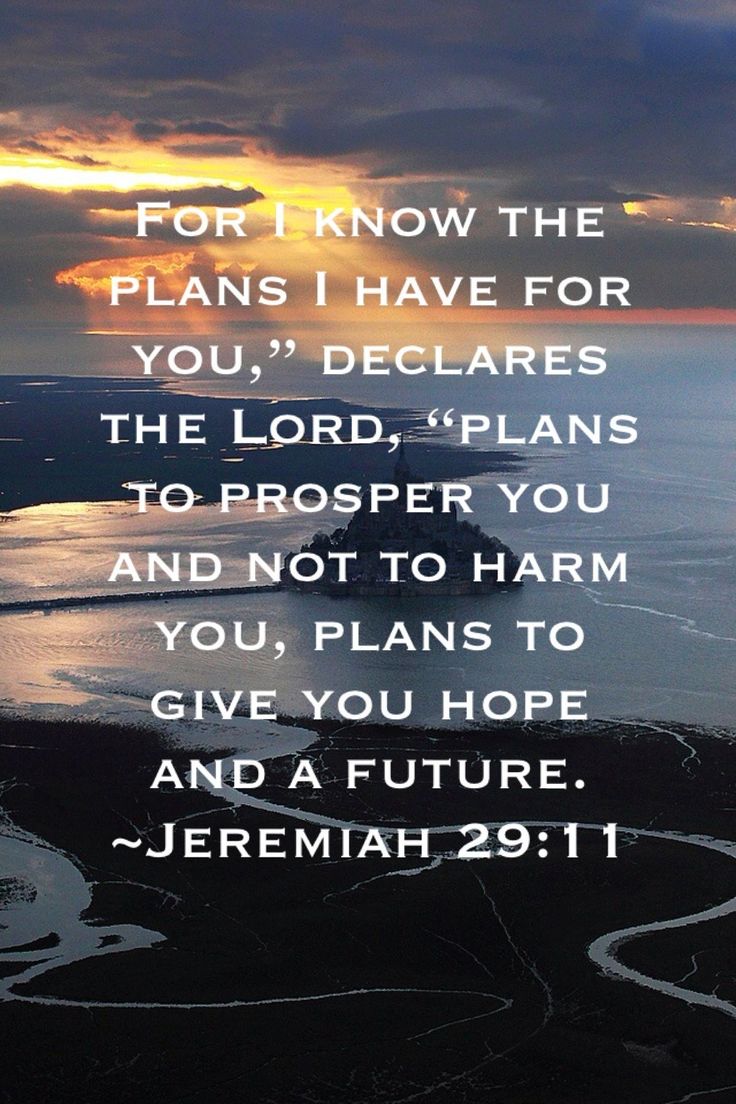 For I know the
plans I have for
you,” declares
the Lord, “plans
to prosper you
and not to harm
you, plans to
give you hope
and a future.
~Jeremiah 29:11